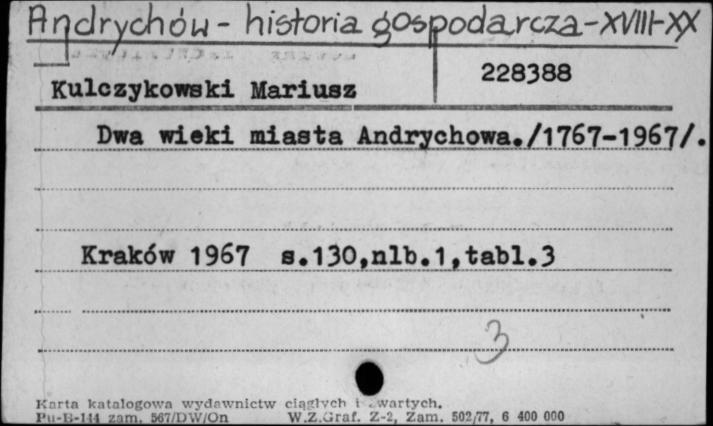 Andrychów - historia gospodarcza - XVIII-XX
228388
Kulczykowski Mariusz
Dwa wieki miasta Andrychowa./1767-1967/.
Kraków 1967 s.130,nlb.1,tabl.3
3
Karta katalogowa wydawnictw ciągłych i zwartych.
Pu-B-144 zam. 567/DW/On W.Z.Graf. Z-2, Zam. 502/77, 6 400 000